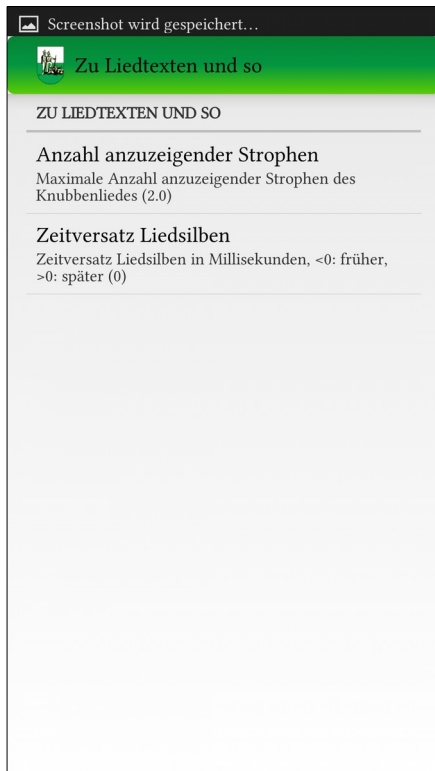 Screenshot wird gespeichert...
Zu Liedtexten und so
ZU LIEDTEXTEN UND SO
Anzahl anzuzeigender Strophen
Maximale Anzahl anzuzeigender Strophen des
Knubbenliedes (2.0)
Zeitversatz Liedsilben
Zeitversatz Liedsilben in Millisekunden, <0: früher,
>0: später (0)